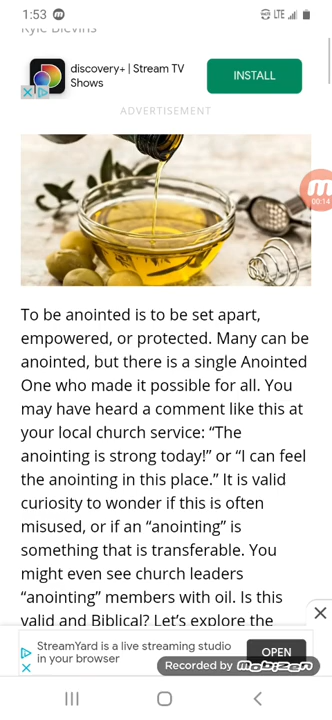 1:53 m LTE
Kyle Blevins
discovery+ | Stream TV
Shows
INSTALL
ADVERTISEMENT
m
00:14
To be anointed is to be set apart,
empowered, or protected. Many can be
anointed, but there is a single Anointed
One who made it possible for all. You
may have heard a comment like this at
your local church service: “The
anointing is strong today!” or “I can feel
the anointing in this place.” It is valid
curiosity to wonder if this is often
misused, or if an “anointing” is
something that is transferable. You
might even see church leaders
“anointing” members with oil. Is this
valid and Biblical? Let’s explore the
StreamYard is a live streaming studio
in your browser
OPEN
Recorded by mobizen